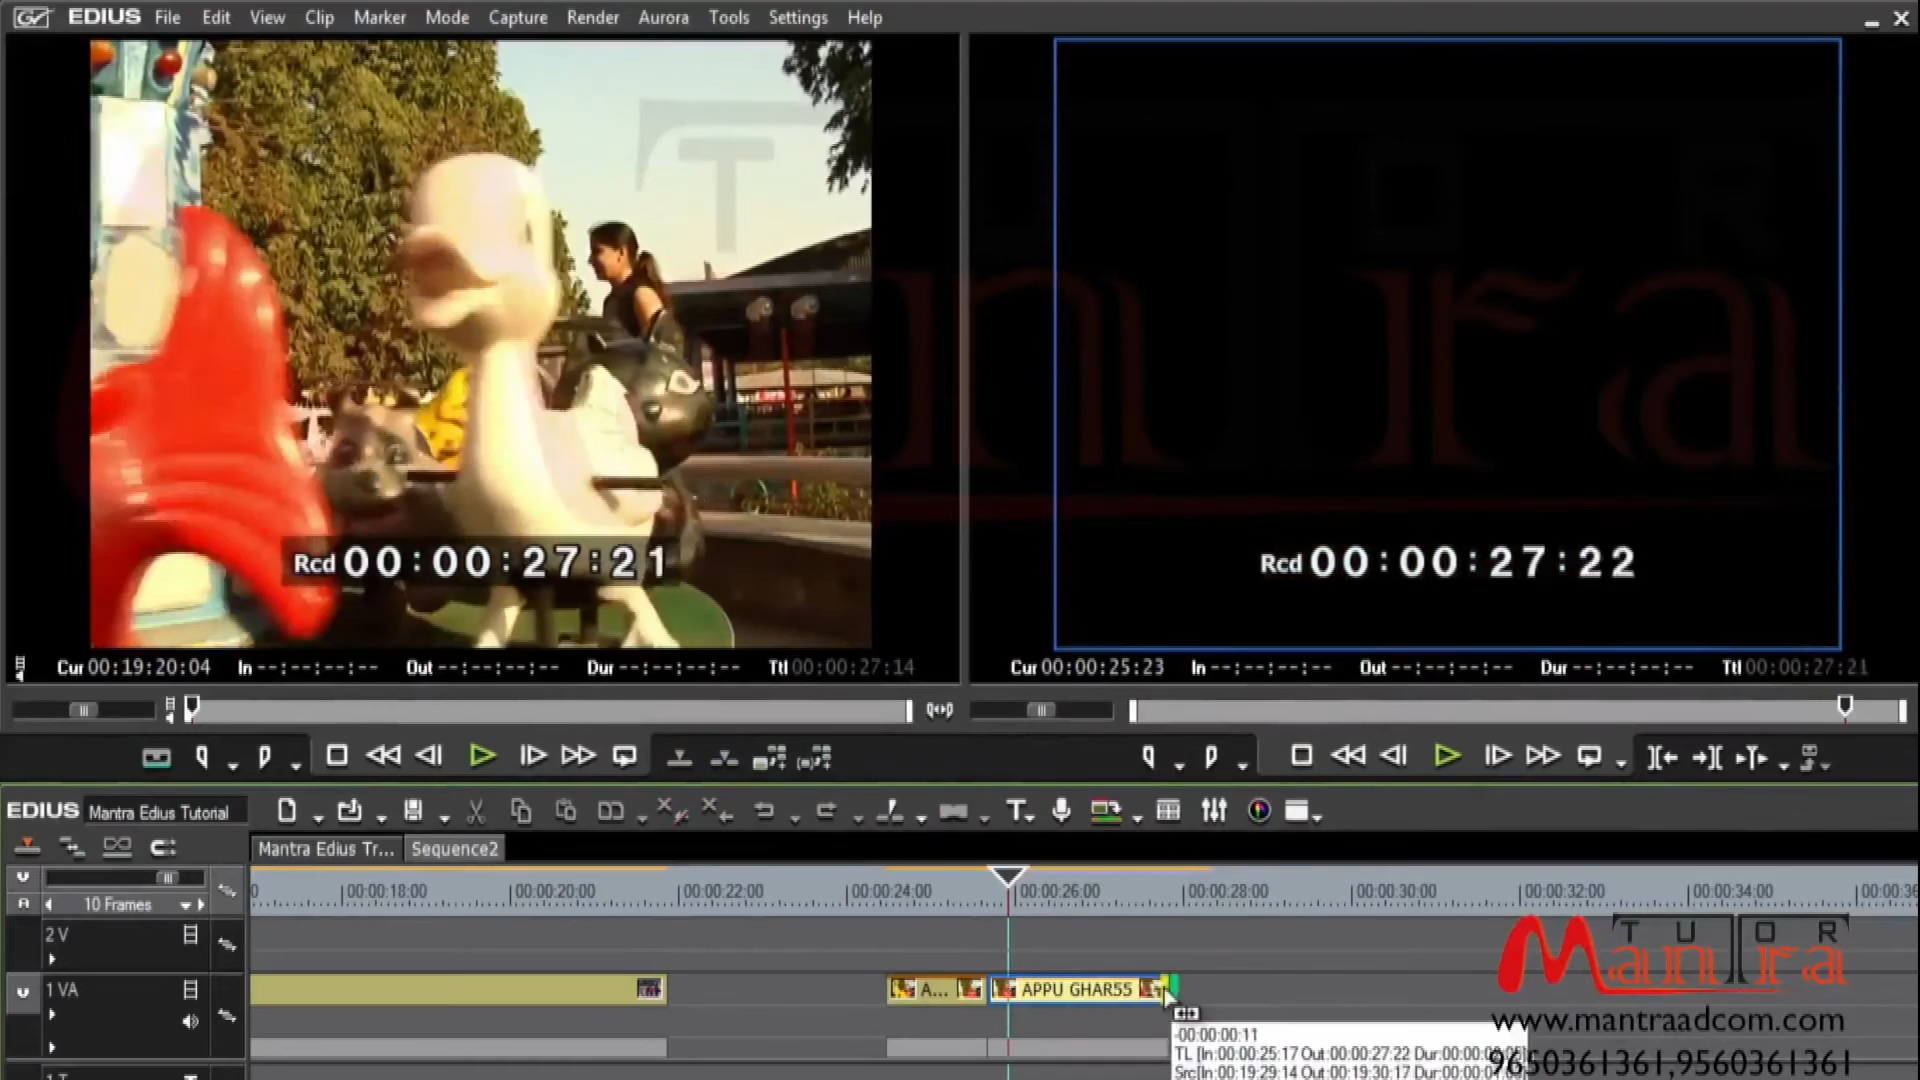 EDIUS File Edit View Clip Marker Mode Capture Render Aurora Tools Settings Help
Rcd 00:00:27:21
Rcd 00:00:27:22
Cur 00:19:20:04 In --:--:--:-- Out --:--:--:-- Dur --:--:--:-- Ttl 00:00:27:14
Cur 00:00:25:23 In --:--:--:-- Out --:--:--:-- Dur --:--:--:-- Ttl 00:00:27:21
EDIUS Mantra Edius Tutorial
Mantra Edius Tr... Sequence2
00:00:18:00 00:00:20:00 00:00:22:00 00:00:24:00 00:00:26:00 00:00:28:00 00:00:30:00 00:00:32:00 00:00:34:00 00:00:36
10 Frames
2 V
1 VA
A... APPU GHAR55
TUTOR
Mantra
www.mantraadcom.com
9650361361,9560361361
-00:00:00:11
TL [In:00:00:25:17 Out:00:00:27:22
Src[In:00:19:29:14 Out:00:19:30:17
1 T